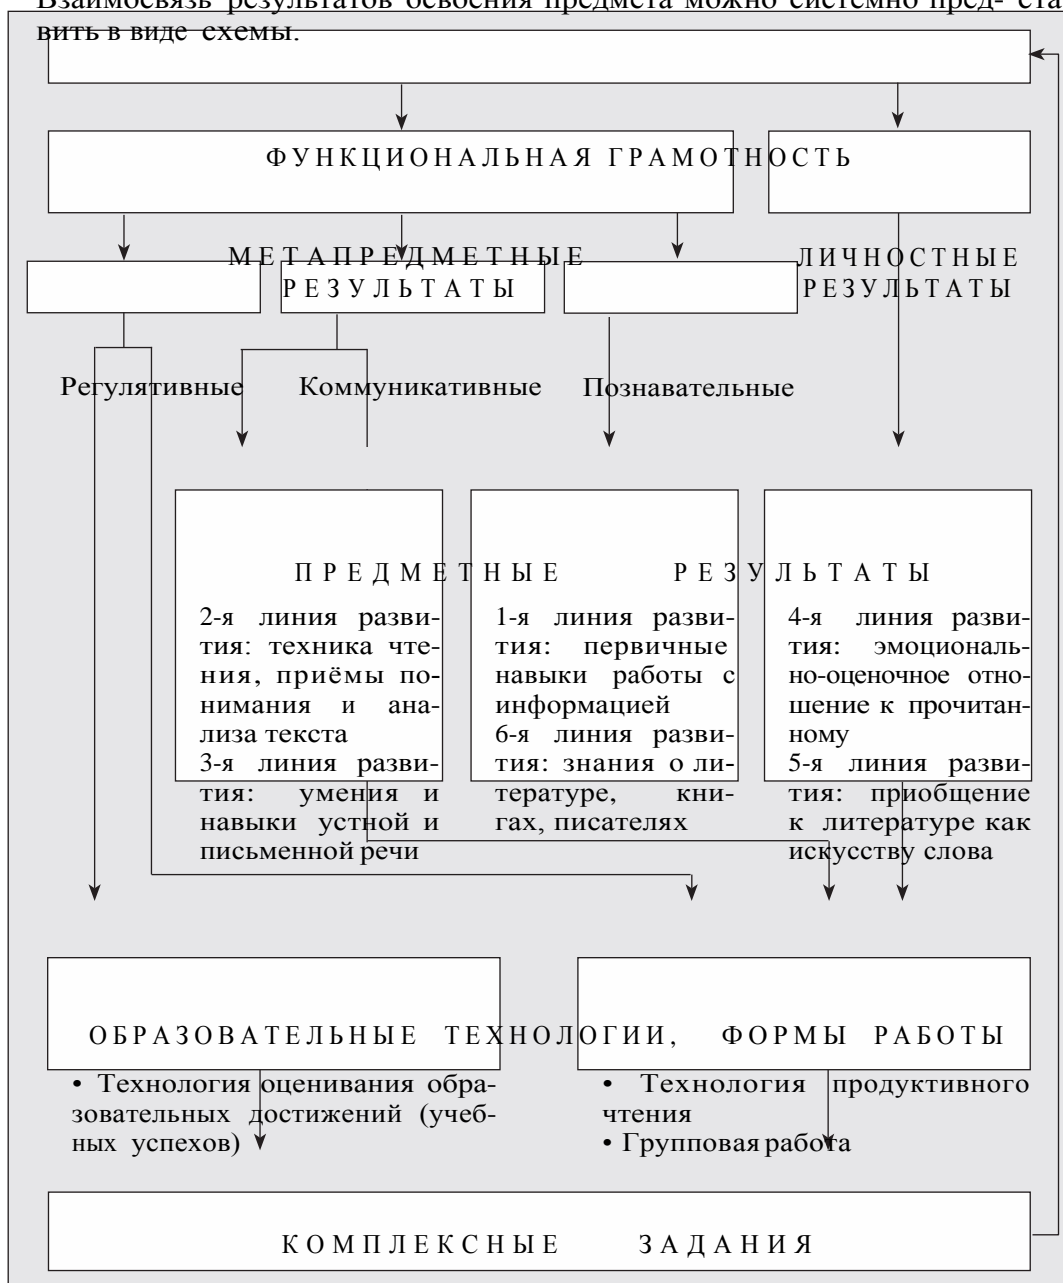 Взаимосвязь результатов освоения предмета можно системно пред- ста
вить в виде схемы.
ФУНКЦИОНАЛЬНАЯ ГРАМОТНОСТЬ
МЕТАПРЕДМЕТНЫЕ
РЕЗУЛЬТАТЫ
ЛИЧНОСТНЫЕ
РЕЗУЛЬТАТЫ
Регулятивные
Коммуникативные
Познавательные
ПРЕДМЕТНЫЕ РЕЗУЛЬТАТЫ
2-я линия разви-
тия: техника чте-
ния, приёмы по-
нимания и ана-
лиза текста
3-я линия разви-
тия: умения и
навыки устной и
письменной речи
1-я линия разви-
тия: первичные
навыки работы с
информацией
6-я линия разви-
тия: знания о ли-
тературе, кни-
гах, писателях
4-я линия разви-
тия: эмоциональ-
но-оценочное отно-
шение к прочитан-
ному
5-я линия разви-
тия: приобщение
к литературе как
искусству слова
ОБРАЗОВАТЕЛЬНЫЕ ТЕХНОЛОГИИ, ФОРМЫ РАБОТЫ
• Технология оценивания обра-
зовательных достижений (учеб-
ных успехов)
• Технология продуктивного
чтения
• Групповая работа
КОМПЛЕКСНЫЕ ЗАДАНИЯ